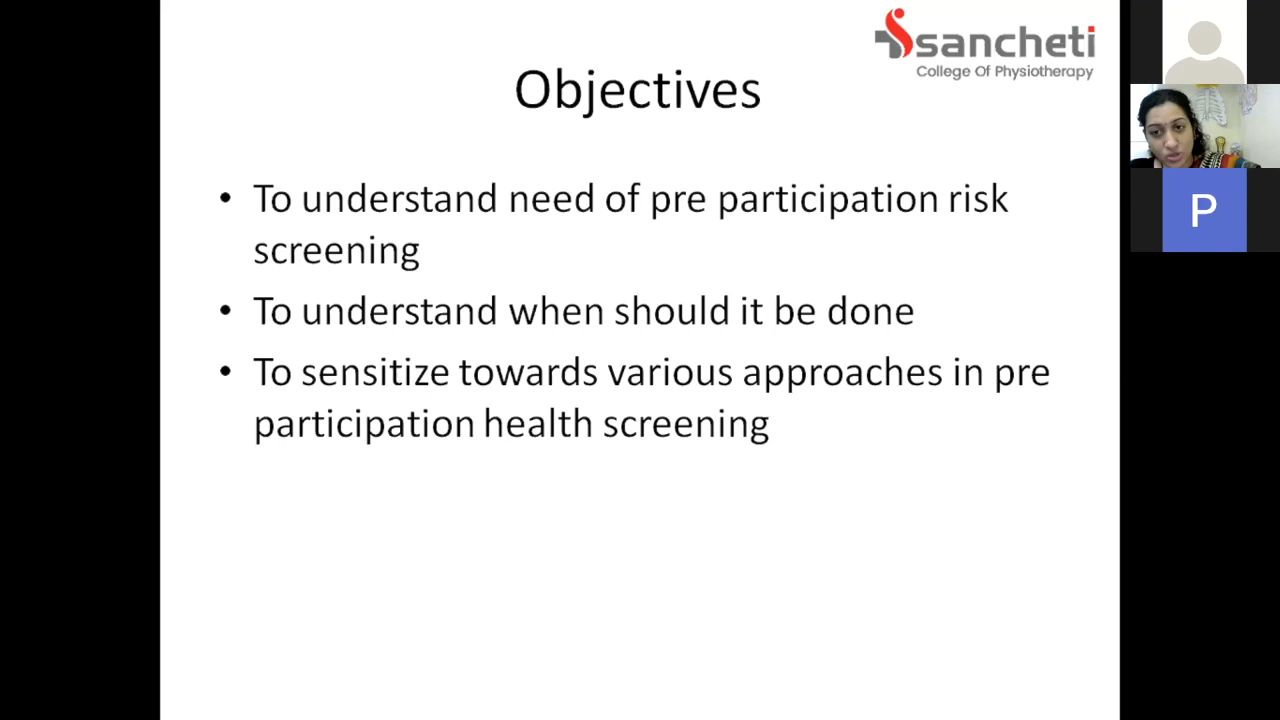 sancheti
College Of Physiotherapy
Objectives
• To understand need of pre participation risk
screening
• To understand when should it be done
• To sensitize towards various approaches in pre
participation health screening
P